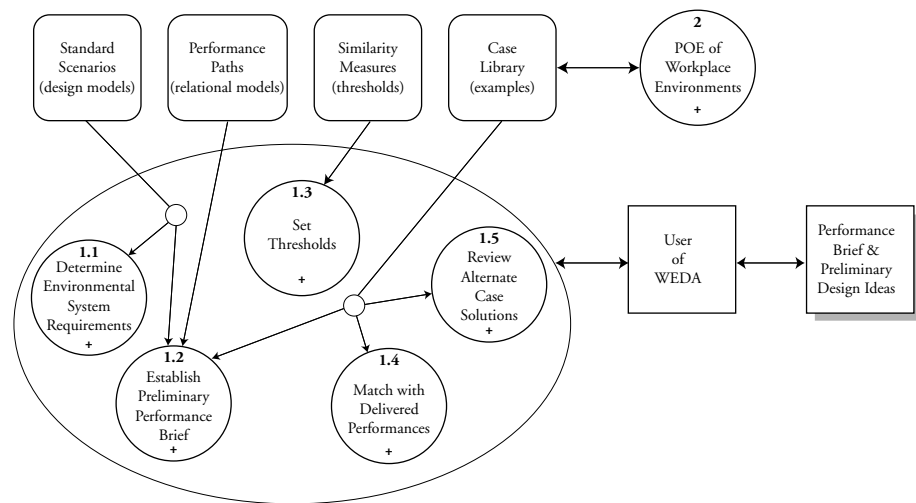 Standard
Scenarios
(design models)
Performance
Paths
(relational models)
Similarity
Measures
(thresholds)
Case
Library
(examples)
2
POE of
Workplace
Environments
+
1.3
Set
Thresholds
+
1.1
Determine
Environmental
System
Requirements
+
1.5
Review
Alternate
Case
Solutions
+
User
of
WEDA
Performance
Brief &
Preliminary
Design Ideas
1.2
Establish
Preliminary
Performance
Brief
+
1.4
Match with
Delivered
Performances
+